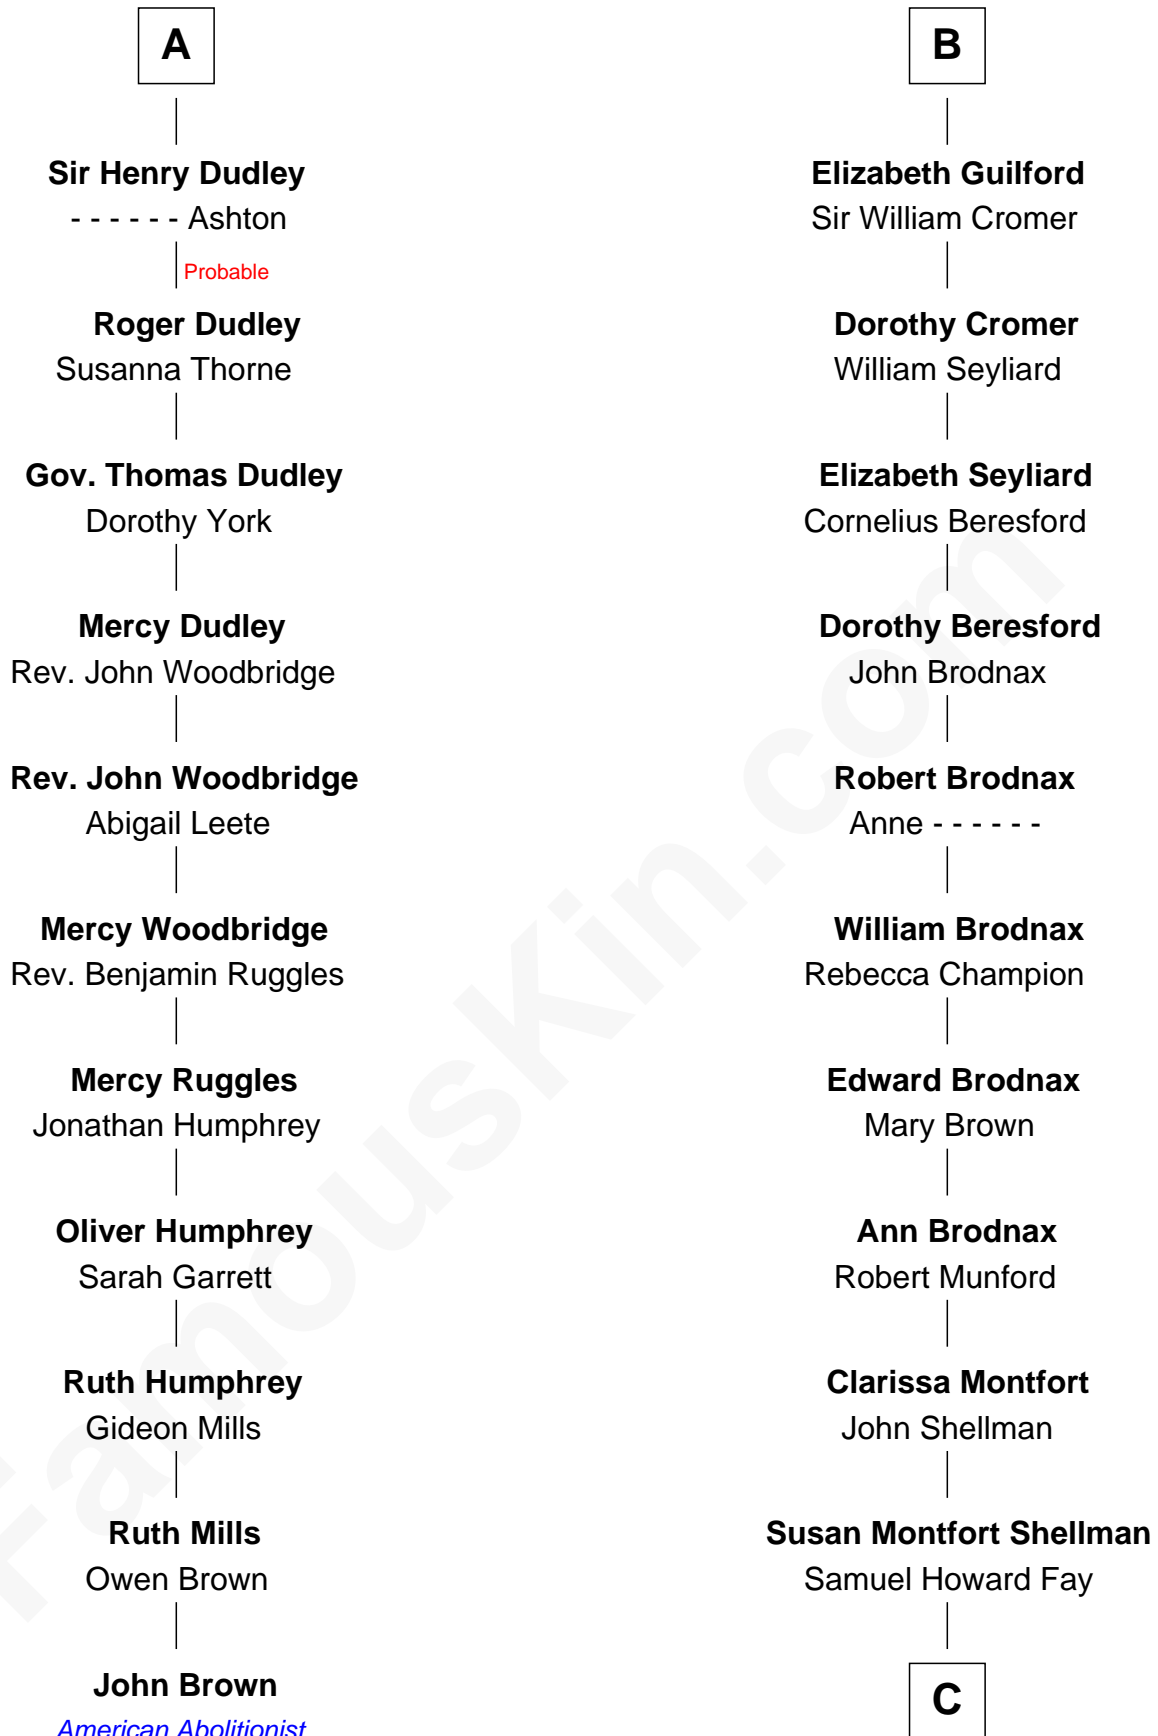 A
Sir Henry Dudley
- - - - - - Ashton
Probable
Roger Dudley
Susanna Thorne
Gov. Thomas Dudley
Dorothy York
Mercy Dudley
Rev. John Woodbridge
Rev. John Woodbridge
Abigail Leete
Mercy Woodbridge
Rev. Benjamin Ruggles
Mercy Ruggles
Jonathan Humphrey
Oliver Humphrey
Sarah Garrett
Ruth Humphrey
Gideon Mills
Ruth Mills
Owen Brown
John Brown
American Abolitionist
B
Elizabeth Guilford
Sir William Cromer
Dorothy Cromer
William Seyliard
Elizabeth Seyliard
Cornelius Beresford
Dorothy Beresford
John Brodnax
Robert Brodnax
Anne - - - - - -
William Brodnax
Rebecca Champion
Edward Brodnax
Mary Brown
Ann Brodnax
Robert Munford
Clarissa Montfort
John Shellman
Susan Montfort Shellman
Samuel Howard Fay
C
FamousKin.com